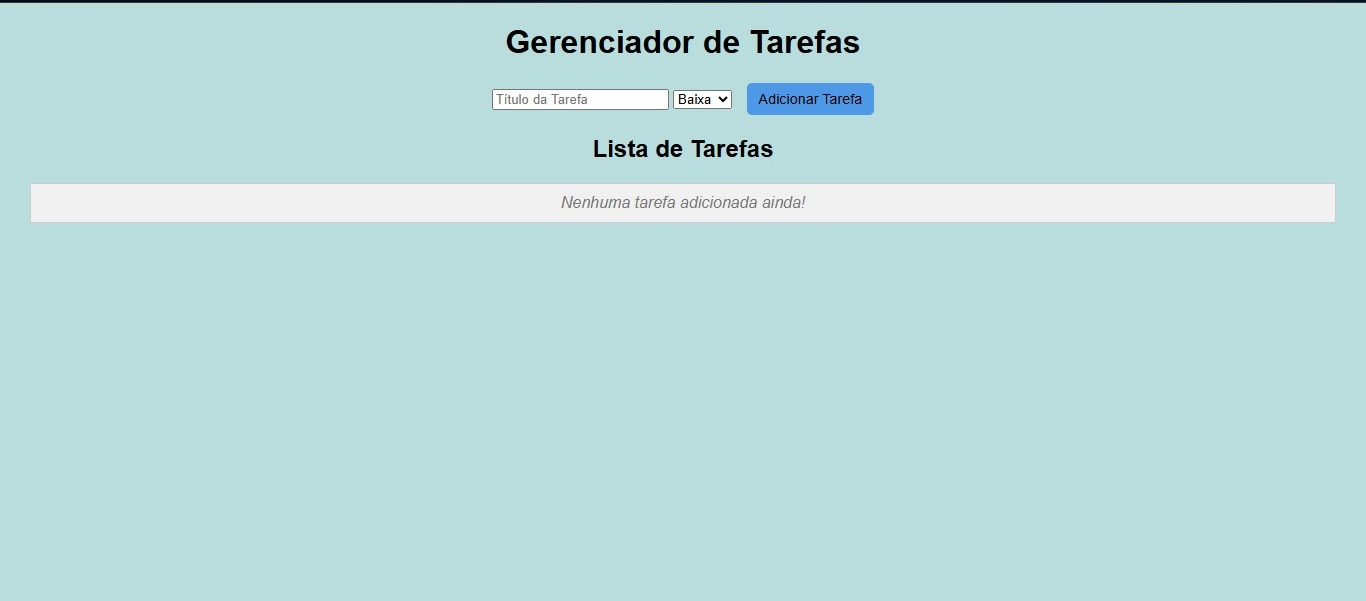 Gerenciador de Tarefas
Título da Tarefa Baixa Adicionar Tarefa
Lista de Tarefas
Nenhuma tarefa adicionada ainda!